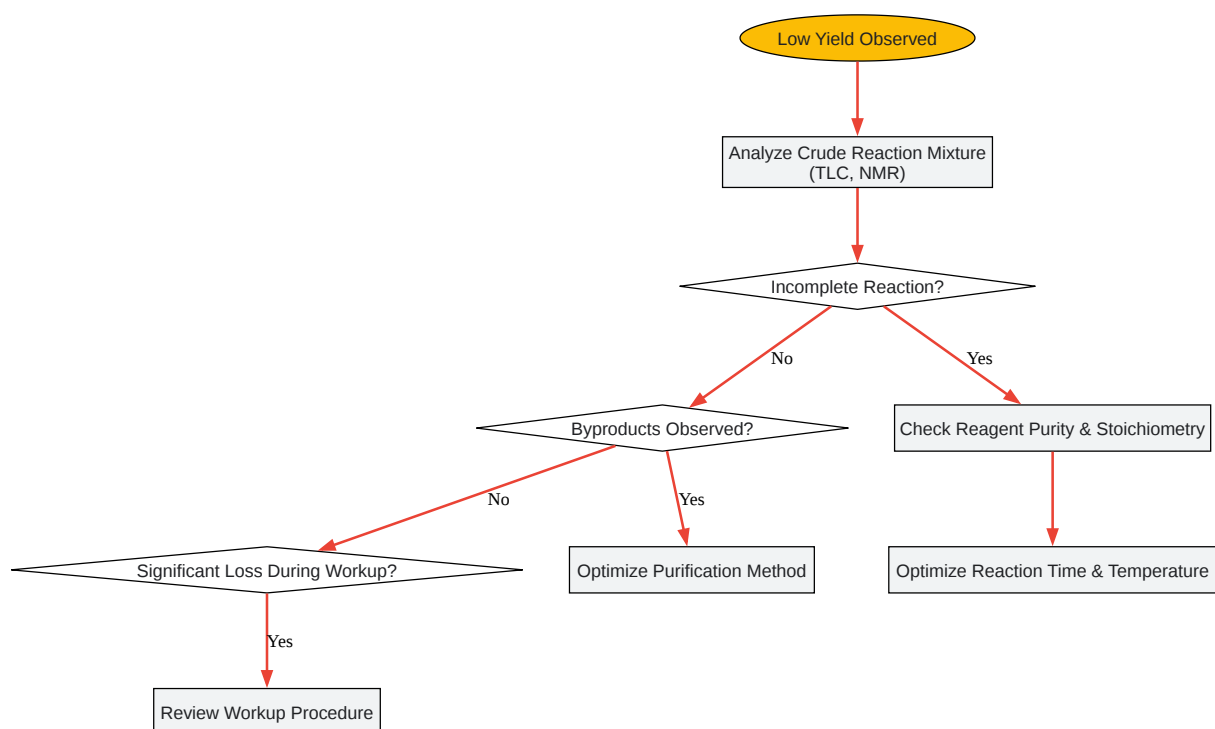 Low Yield Observed
Analyze Crude Reaction Mixture
(TLC, NMR)
Incomplete Reaction?
No
Yes
Byproducts Observed?
Check Reagent Purity & Stoichiometry
No
Yes
Significant Loss During Workup?
Optimize Purification Method
Optimize Reaction Time & Temperature
Yes
Review Workup Procedure